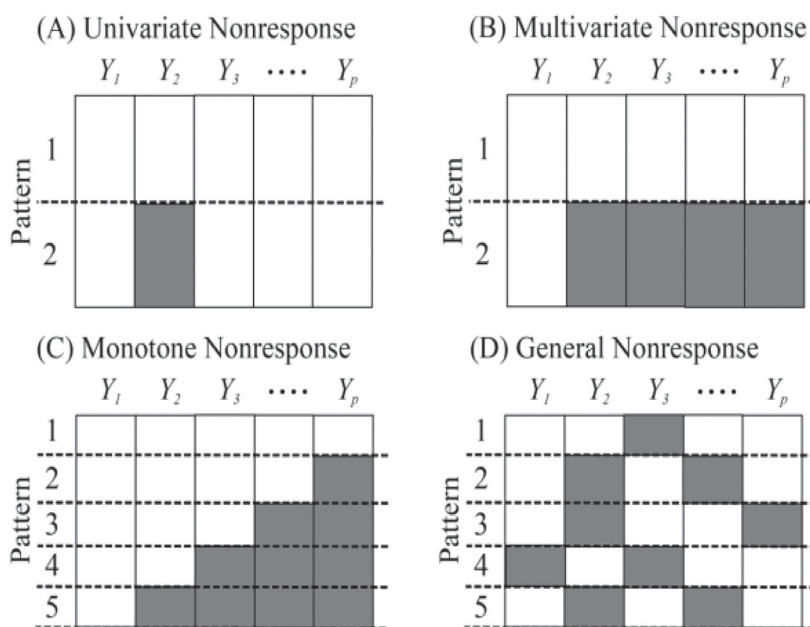 (A) Univariate Nonresponse
Y1 Y2 Y3 •••• Yp
Pattern
1
2
(B) Multivariate Nonresponse
Y1 Y2 Y3 •••• Yp
Pattern
1
2
(C) Monotone Nonresponse
Y1 Y2 Y3 •••• Yp
Pattern
1
2
3
4
5
(D) General Nonresponse
Y1 Y2 Y3 •••• Yp
Pattern
1
2
3
4
5